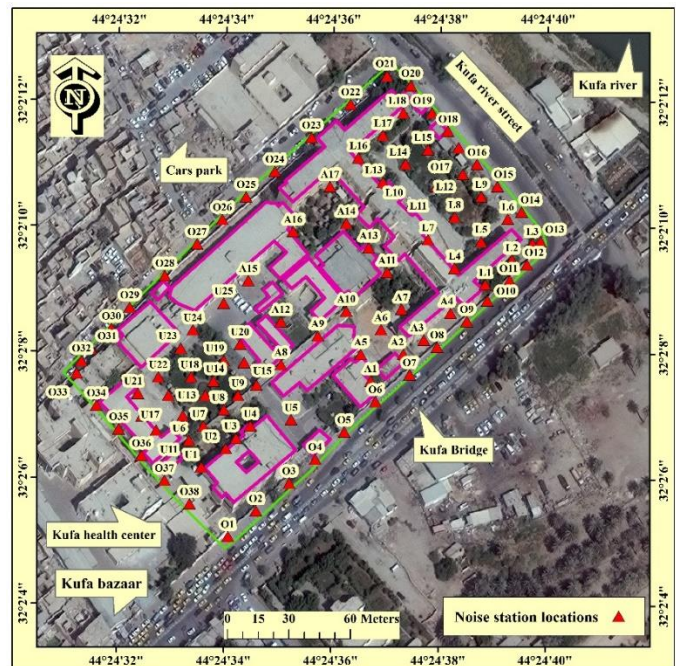 44°24'32" 44°24'34" 44°24'36" 44°24'38" 44°24'40"
32°2'12" 32°2'12"
32°2'10" 32°2'10"
32°2'8" 32°2'8"
32°2'6" 32°2'6"
32°2'4" 32°2'4"
N
Kufa river
Kufa river street
Cars park
O21
O20
O22
L18 O19
O18
O23
L17
L15
O16
L16
L14
O17
O24
L13
L12
L9
O15
A17
L10
O25
L11
L8
L6
O14
O26
A16
A14
L7
L5
L3
O13
O27
A13
L2
O12
O28
A15
A11
L4
O11
L1
O29
U25
A10
A7
O10
O30
A12
A6
A4
O9
O31
U24
A9
A3
O8
U23
U20
U19
A5
A2
O32
A8
U22
U18
U14
U15
A1
O7
O33
U21
U13
U9
O6
O34
U8
U17
U7
U5
O35
U6
U3
U4
O5
U2
O36
U11
U1
O4
O37
O3
O38
O2
O1
Kufa Bridge
Kufa health center
Kufa bazaar
0 15 30 60 Meters
Noise station locations
44°24'32" 44°24'34" 44°24'36" 44°24'38" 44°24'40"